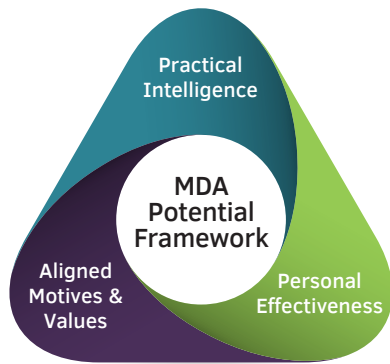 Practical
Intelligence
MDA
Potential
Framework
Aligned
Motives &
Values
Personal
Effectiveness